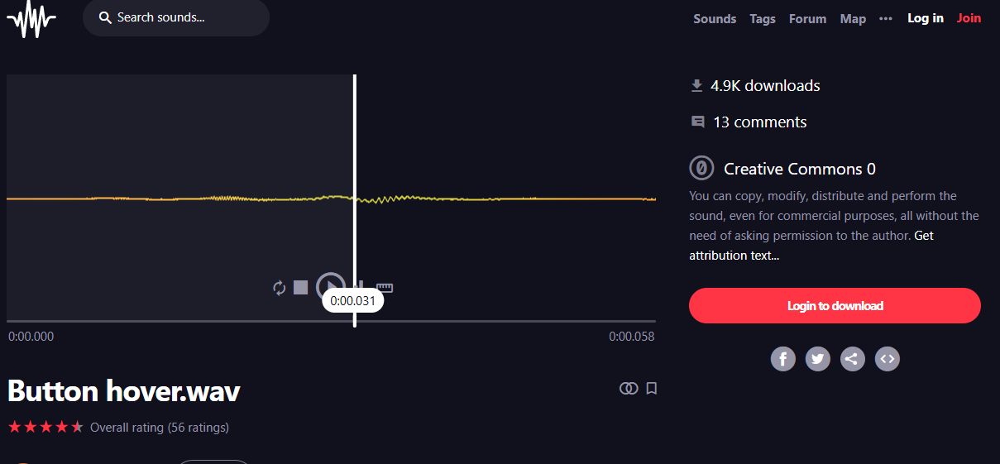 Search sounds...
Sounds Tags Forum Map ··· Log in Join
4.9K downloads
13 comments
Creative Commons 0
You can copy, modify, distribute and perform the
sound, even for commercial purposes, all without the
need of asking permission to the author. Get
attribution text...
0:00.031
Login to download
0:00.000
0:00.058
Button hover.wav
Overall rating (56 ratings)